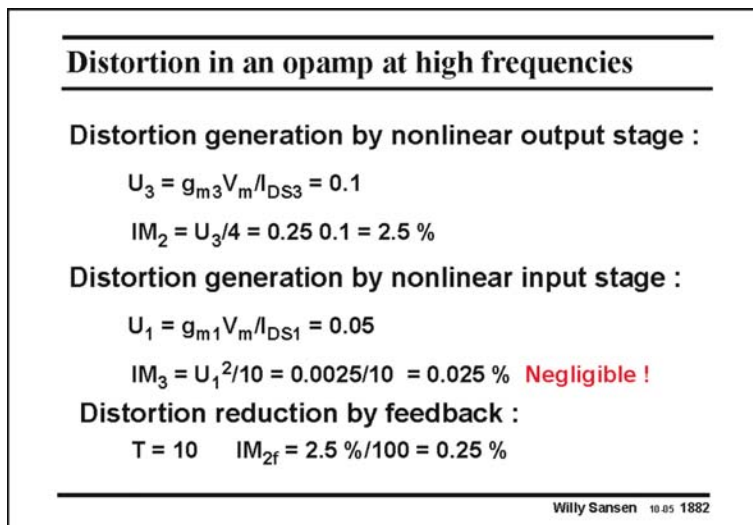 Distortion in an opamp at high frequencies
Distortion generation by nonlinear output stage :
U₃ = gₘ₃Vₘ/I_DS3 = 0.1
IM₂ = U₃/4 = 0.25 0.1 = 2.5 %
Distortion generation by nonlinear input stage :
U₁ = gₘ₁Vₘ/I_DS1 = 0.05
IM₃ = U₁²/10 = 0.0025/10 = 0.025 % Negligible !
Distortion reduction by feedback :
T = 10 IM_2f = 2.5 %/100 = 0.25 %
Willy Sansen 10-05 1882